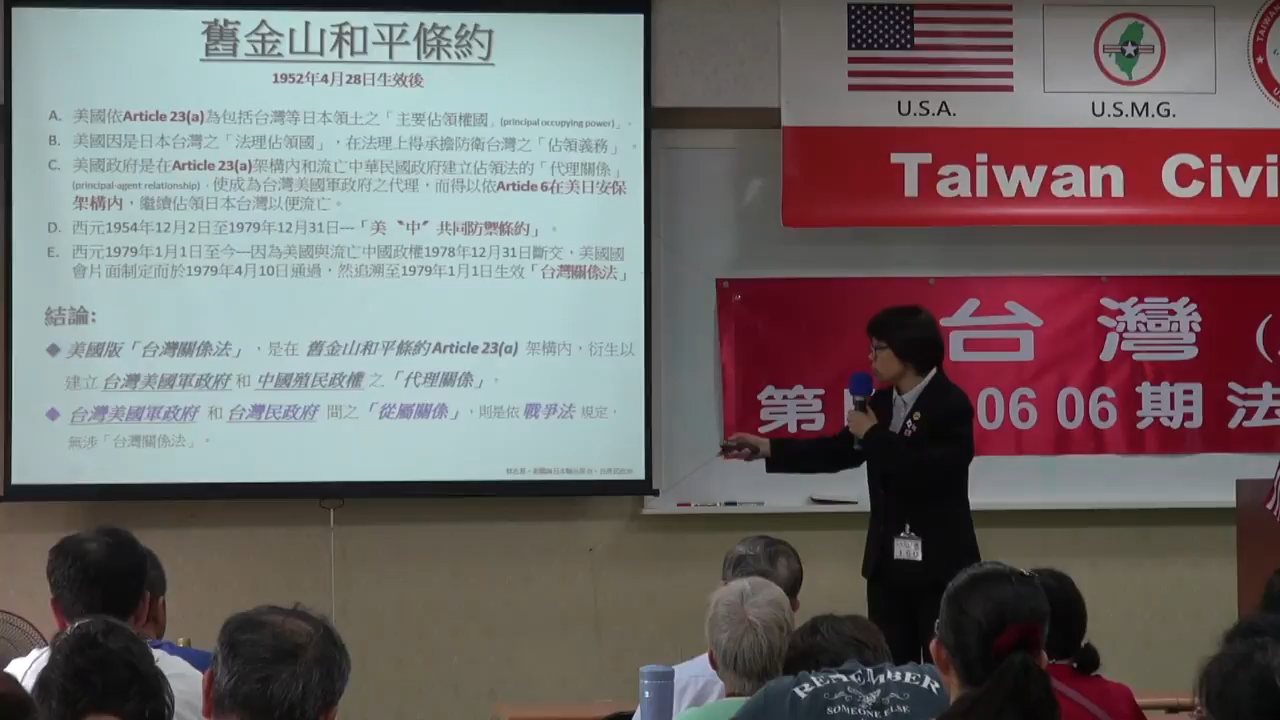 舊金山和平條約
1952年4月28日生效後
A. 美國依Article 23(a)為包括台灣等日本領土之「主要佔領權國」(principal occupying power)」。
B. 美國因是日本台灣之「法理佔領國」，在法理上得承擔防衛台灣之「佔領義務」。
C. 美國政府是在Article 23(a)架構內和流亡中華民國政府建立佔領法的「代理關係」
(principal-agent relationship)，使成為台灣美國軍政府之代理，而得以依Article 6在美日安保
架構內，繼續佔領日本台灣以便流亡。
D. 西元1954年12月2日至1979年12月31日---「美〝中〞共同防禦條約」。
E. 西元1979年1月1日至今---因為美國與流亡中國政權1978年12月31日斷交，美國國
會片面制定而於1979年4月10日通過，然追溯至1979年1月1日生效「台灣關係法」
結論:
◆ 美國版「台灣關係法」，是在 舊金山和平條約Article 23(a) 架構內，衍生以
建立 台灣美國軍政府 和 中國殖民政權 之「代理關係」。
◆ 台灣美國軍政府 和 台灣民政府 間之「從屬關係」，則是依 戰爭法 規定，
無涉「台灣關係法」。
U.S.A.
U.S.M.G.
TAIWAN
Taiwan Civi
台灣（
第 06 06期法
160
REMEMBER
SOMEONE ELSE